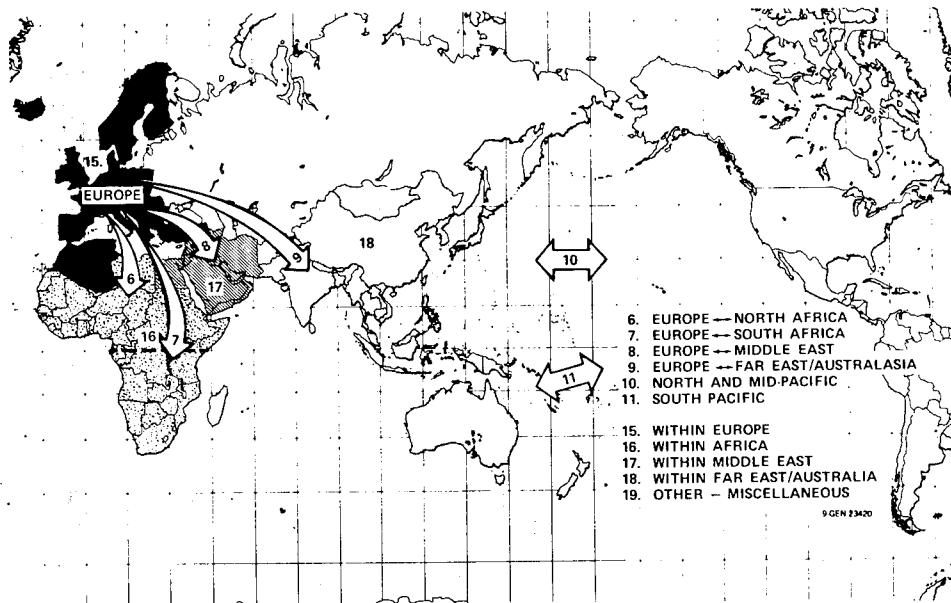 15.
EUROPE
8
9
6
17
18
10
16
7
11
6. EUROPE↔NORTH AFRICA
7. EUROPE↔SOUTH AFRICA
8. EUROPE↔MIDDLE EAST
9. EUROPE↔FAR EAST/AUSTRALASIA
10. NORTH AND MID-PACIFIC
11. SOUTH PACIFIC
15. WITHIN EUROPE
16. WITHIN AFRICA
17. WITHIN MIDDLE EAST
18. WITHIN FAR EAST/AUSTRALIA
19. OTHER – MISCELLANEOUS
9 GEN 23420